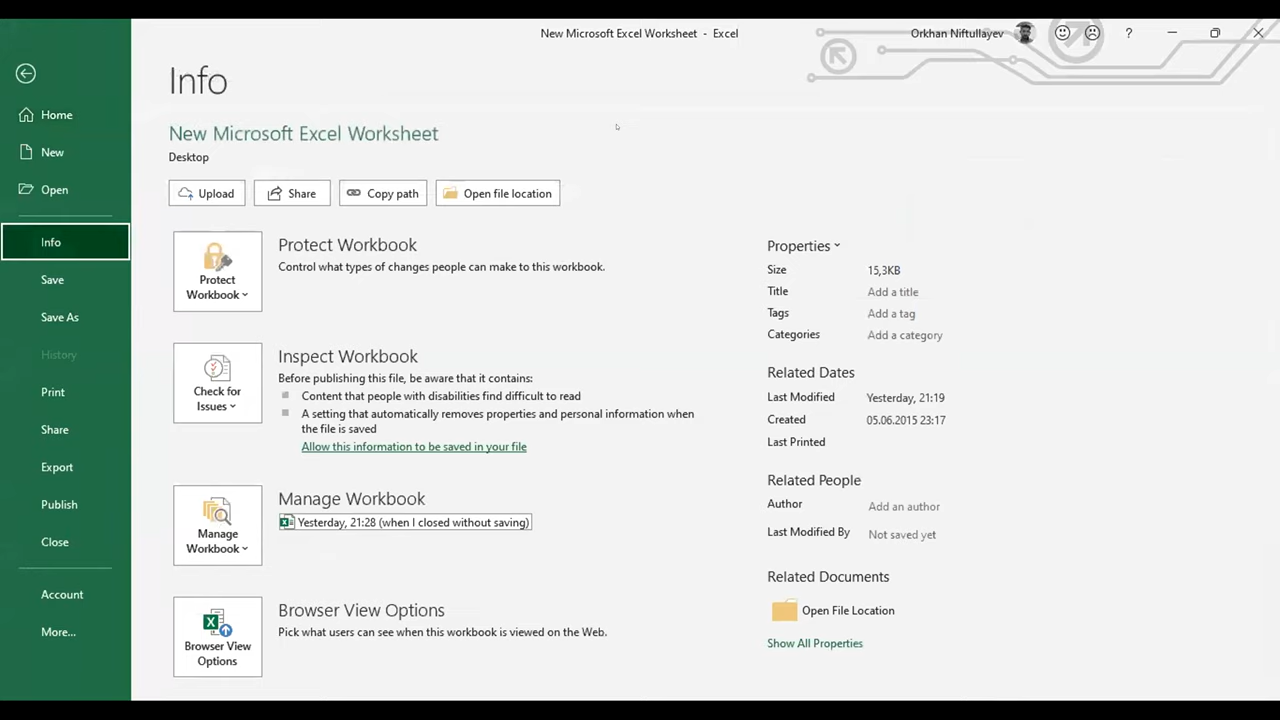 New Microsoft Excel Worksheet - Excel
Orkhan Niftullayev
?
Info
Home
New
Open
Info
Save
Save As
History
Print
Share
Export
Publish
Close
Account
More...
New Microsoft Excel Worksheet
Desktop
Upload
Share
Copy path
Open file location
Protect Workbook
Protect Workbook
Control what types of changes people can make to this workbook.
Check for Issues
Inspect Workbook
Before publishing this file, be aware that it contains:
Content that people with disabilities find difficult to read
A setting that automatically removes properties and personal information when
the file is saved
Allow this information to be saved in your file
Manage Workbook
Manage Workbook
Yesterday, 21:28 (when I closed without saving)
Browser View Options
Browser View Options
Pick what users can see when this workbook is viewed on the Web.
Properties
Size 15,3KB
Title Add a title
Tags Add a tag
Categories Add a category
Related Dates
Last Modified Yesterday, 21:19
Created 05.06.2015 23:17
Last Printed
Related People
Author Add an author
Last Modified By Not saved yet
Related Documents
Open File Location
Show All Properties